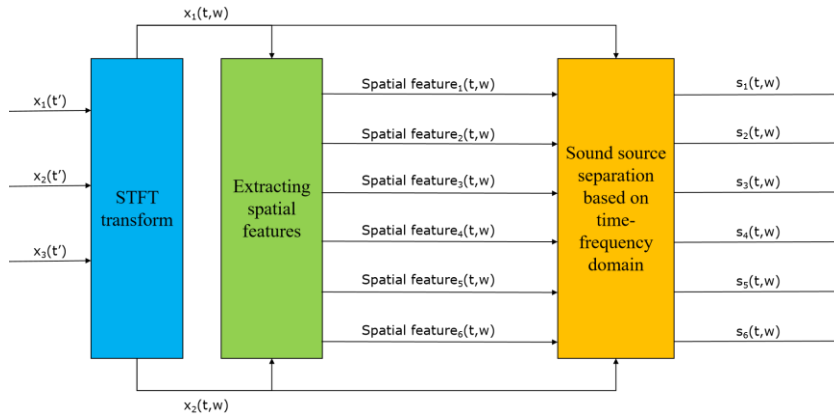 x₁(t,w)
x₁(t')
x₂(t')
x₃(t')
STFT
transform
Extracting
spatial
features
Spatial feature₁(t,w)
Spatial feature₂(t,w)
Spatial feature₃(t,w)
Spatial feature₄(t,w)
Spatial feature₅(t,w)
Spatial feature₆(t,w)
Sound source
separation
based on
time-
frequency
domain
s₁(t,w)
s₂(t,w)
s₃(t,w)
s₄(t,w)
s₅(t,w)
s₆(t,w)
x₂(t,w)